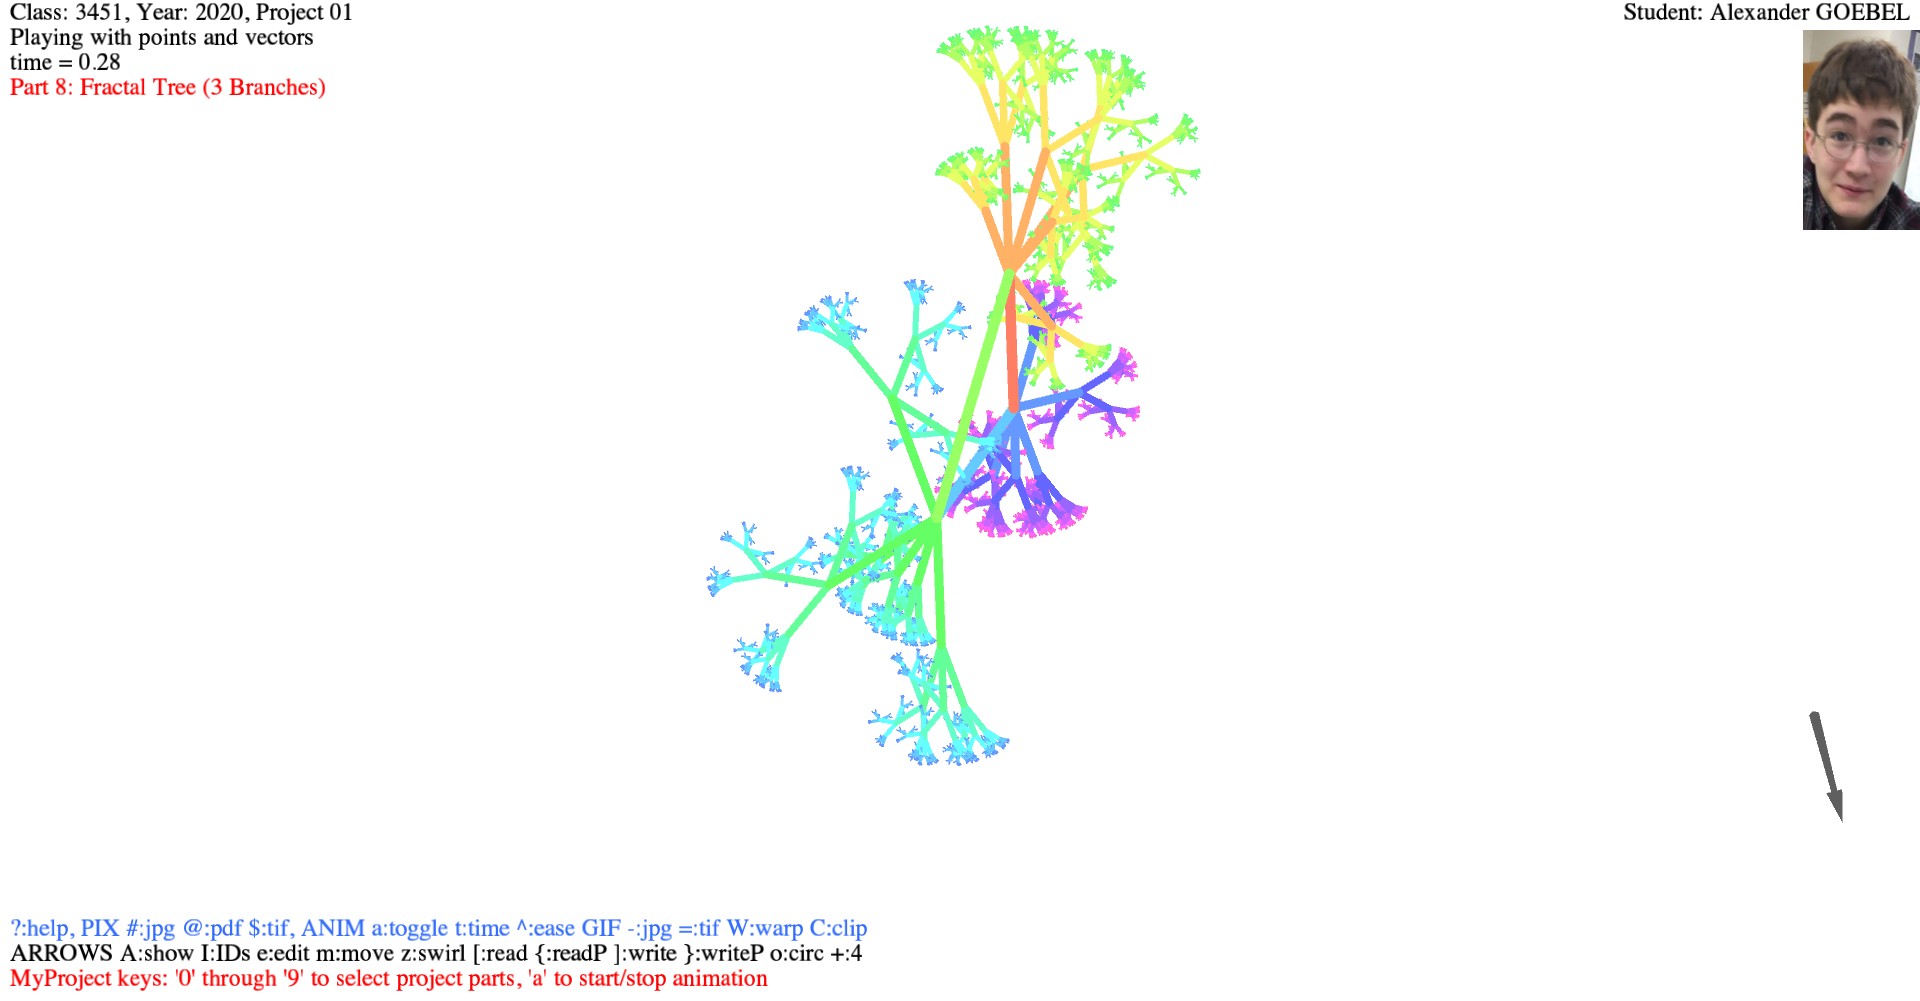 Class: 3451, Year: 2020, Project 01
Student: Alexander GOEBEL
Playing with points and vectors
time = 0.28
Part 8: Fractal Tree (3 Branches)
?:help, PIX #:jpg @:pdf $:tif, ANIM a:toggle t:time ^:ease GIF -:jpg =:tif W:warp C:clip
ARROWS A:show I:IDs e:edit m:move z:swirl [:read {:readP ]:write }:writeP o:circ +:4
MyProject keys: '0' through '9' to select project parts, 'a' to start/stop animation